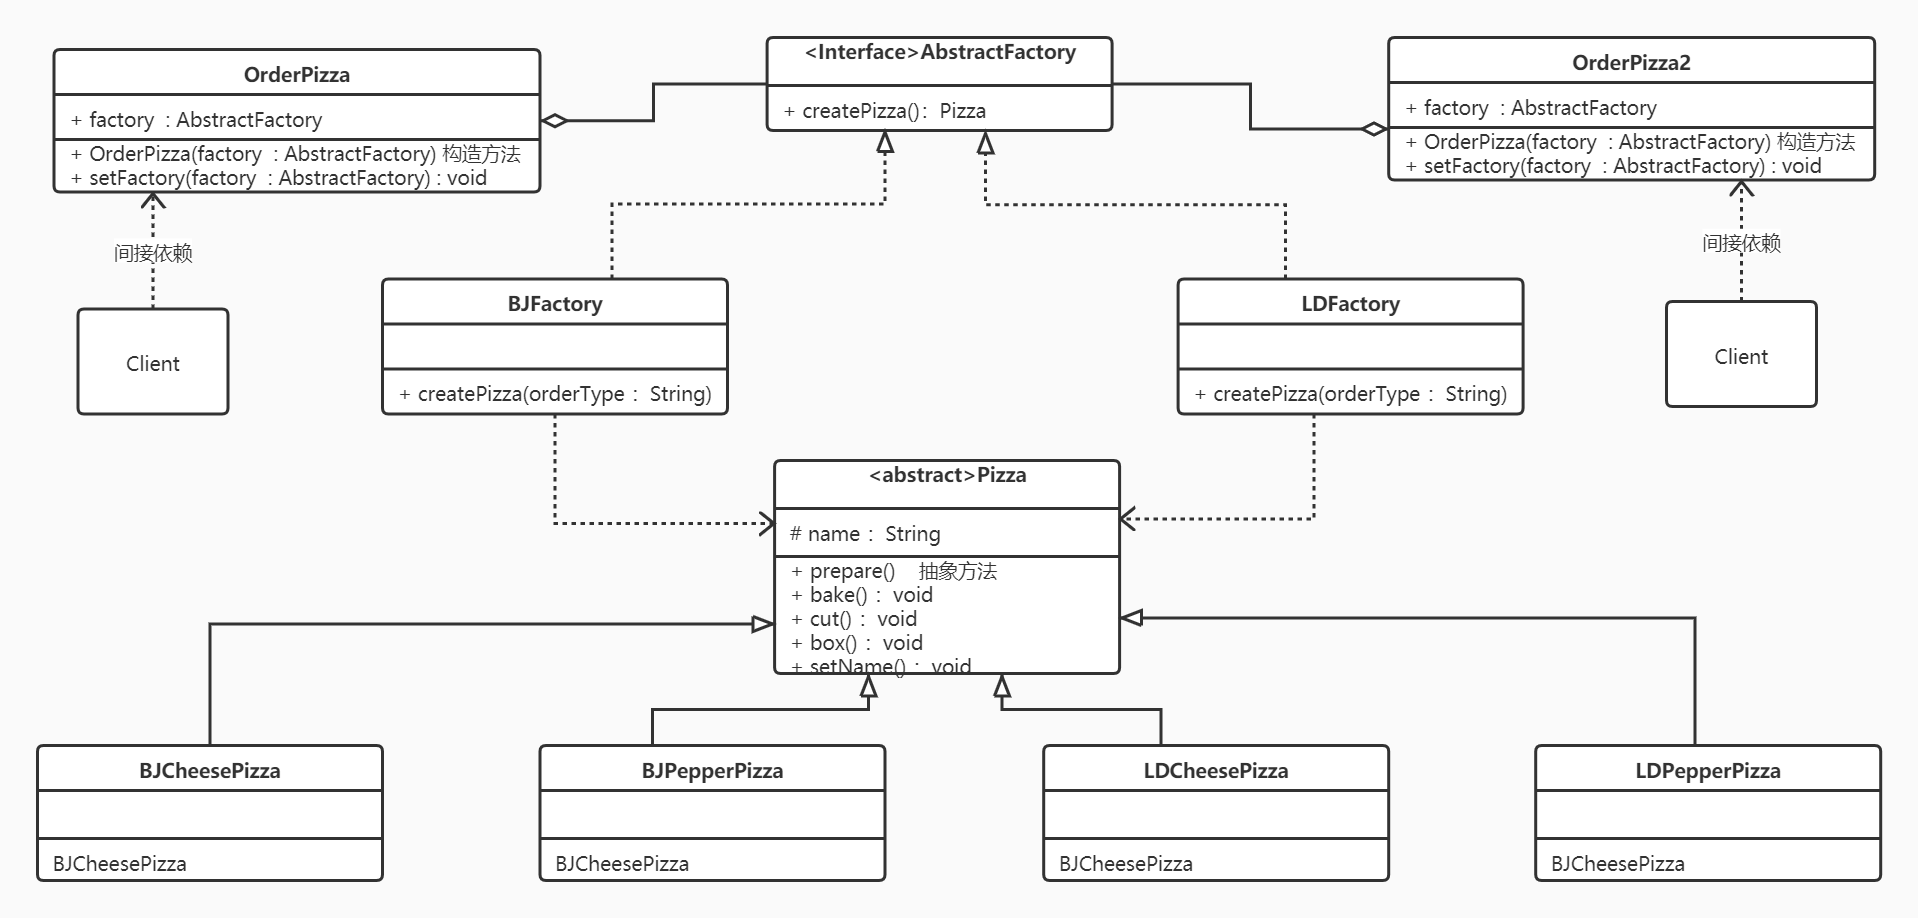 OrderPizza
+ factory : AbstractFactory
+ OrderPizza(factory : AbstractFactory) 构造方法
+ setFactory(factory : AbstractFactory) : void
<Interface>AbstractFactory
+ createPizza()： Pizza
OrderPizza2
+ factory : AbstractFactory
+ OrderPizza(factory : AbstractFactory) 构造方法
+ setFactory(factory : AbstractFactory) : void
间接依赖
间接依赖
Client
BJFactory
+ createPizza(orderType： String)
LDFactory
+ createPizza(orderType： String)
Client
<abstract>Pizza
# name： String
+ prepare() 抽象方法
+ bake()： void
+ cut()： void
+ box()： void
+ setName()： void
BJCheesePizza
BJCheesePizza
BJPepperPizza
BJCheesePizza
LDCheesePizza
BJCheesePizza
LDPepperPizza
BJCheesePizza